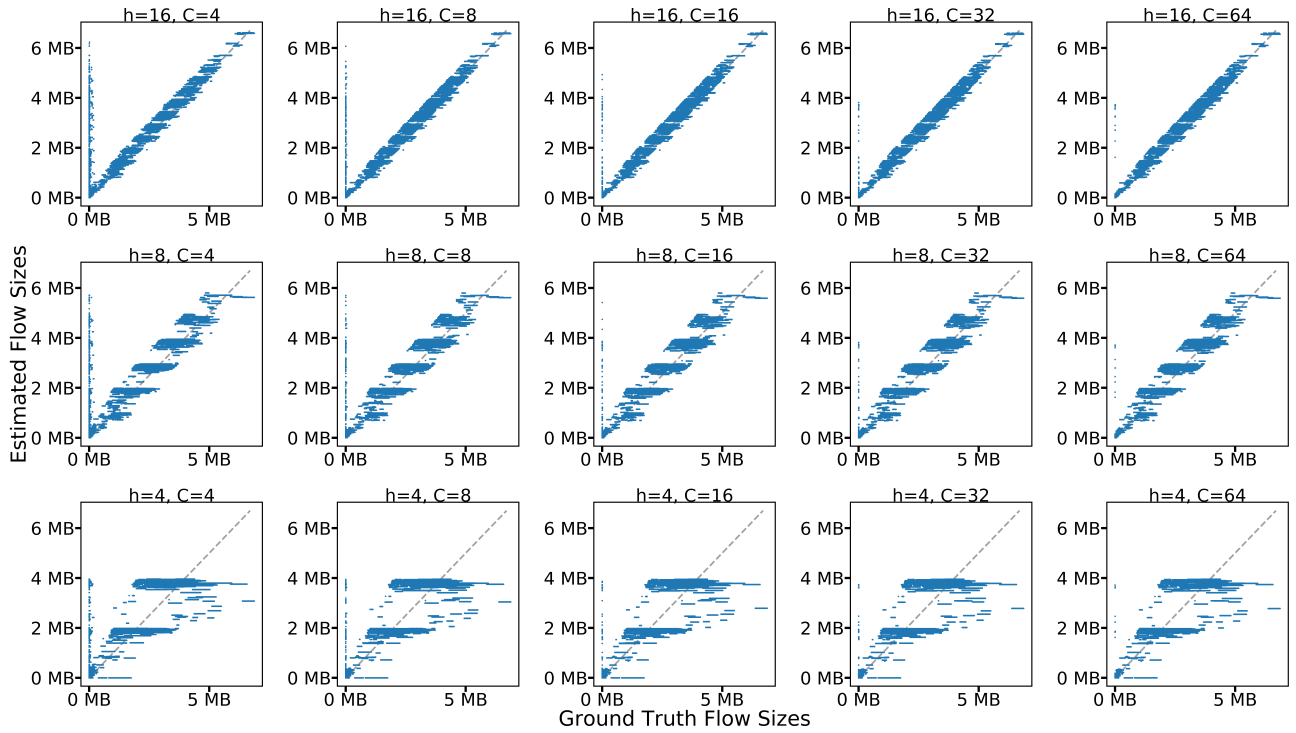 h=16, C=4 h=16, C=8 h=16, C=16 h=16, C=32 h=16, C=64
6 MB 6 MB 6 MB 6 MB 6 MB
4 MB 4 MB 4 MB 4 MB 4 MB
2 MB 2 MB 2 MB 2 MB 2 MB
0 MB 0 MB 0 MB 0 MB 0 MB
0 MB 5 MB 0 MB 5 MB 0 MB 5 MB 0 MB 5 MB 0 MB 5 MB
Estimated Flow Sizes
h=8, C=4 h=8, C=8 h=8, C=16 h=8, C=32 h=8, C=64
6 MB 6 MB 6 MB 6 MB 6 MB
4 MB 4 MB 4 MB 4 MB 4 MB
2 MB 2 MB 2 MB 2 MB 2 MB
0 MB 0 MB 0 MB 0 MB 0 MB
0 MB 5 MB 0 MB 5 MB 0 MB 5 MB 0 MB 5 MB 0 MB 5 MB
h=4, C=4 h=4, C=8 h=4, C=16 h=4, C=32 h=4, C=64
6 MB 6 MB 6 MB 6 MB 6 MB
4 MB 4 MB 4 MB 4 MB 4 MB
2 MB 2 MB 2 MB 2 MB 2 MB
0 MB 0 MB 0 MB 0 MB 0 MB
0 MB 5 MB 0 MB 5 MB 0 MB 5 MB 0 MB 5 MB 0 MB 5 MB
Ground Truth Flow Sizes